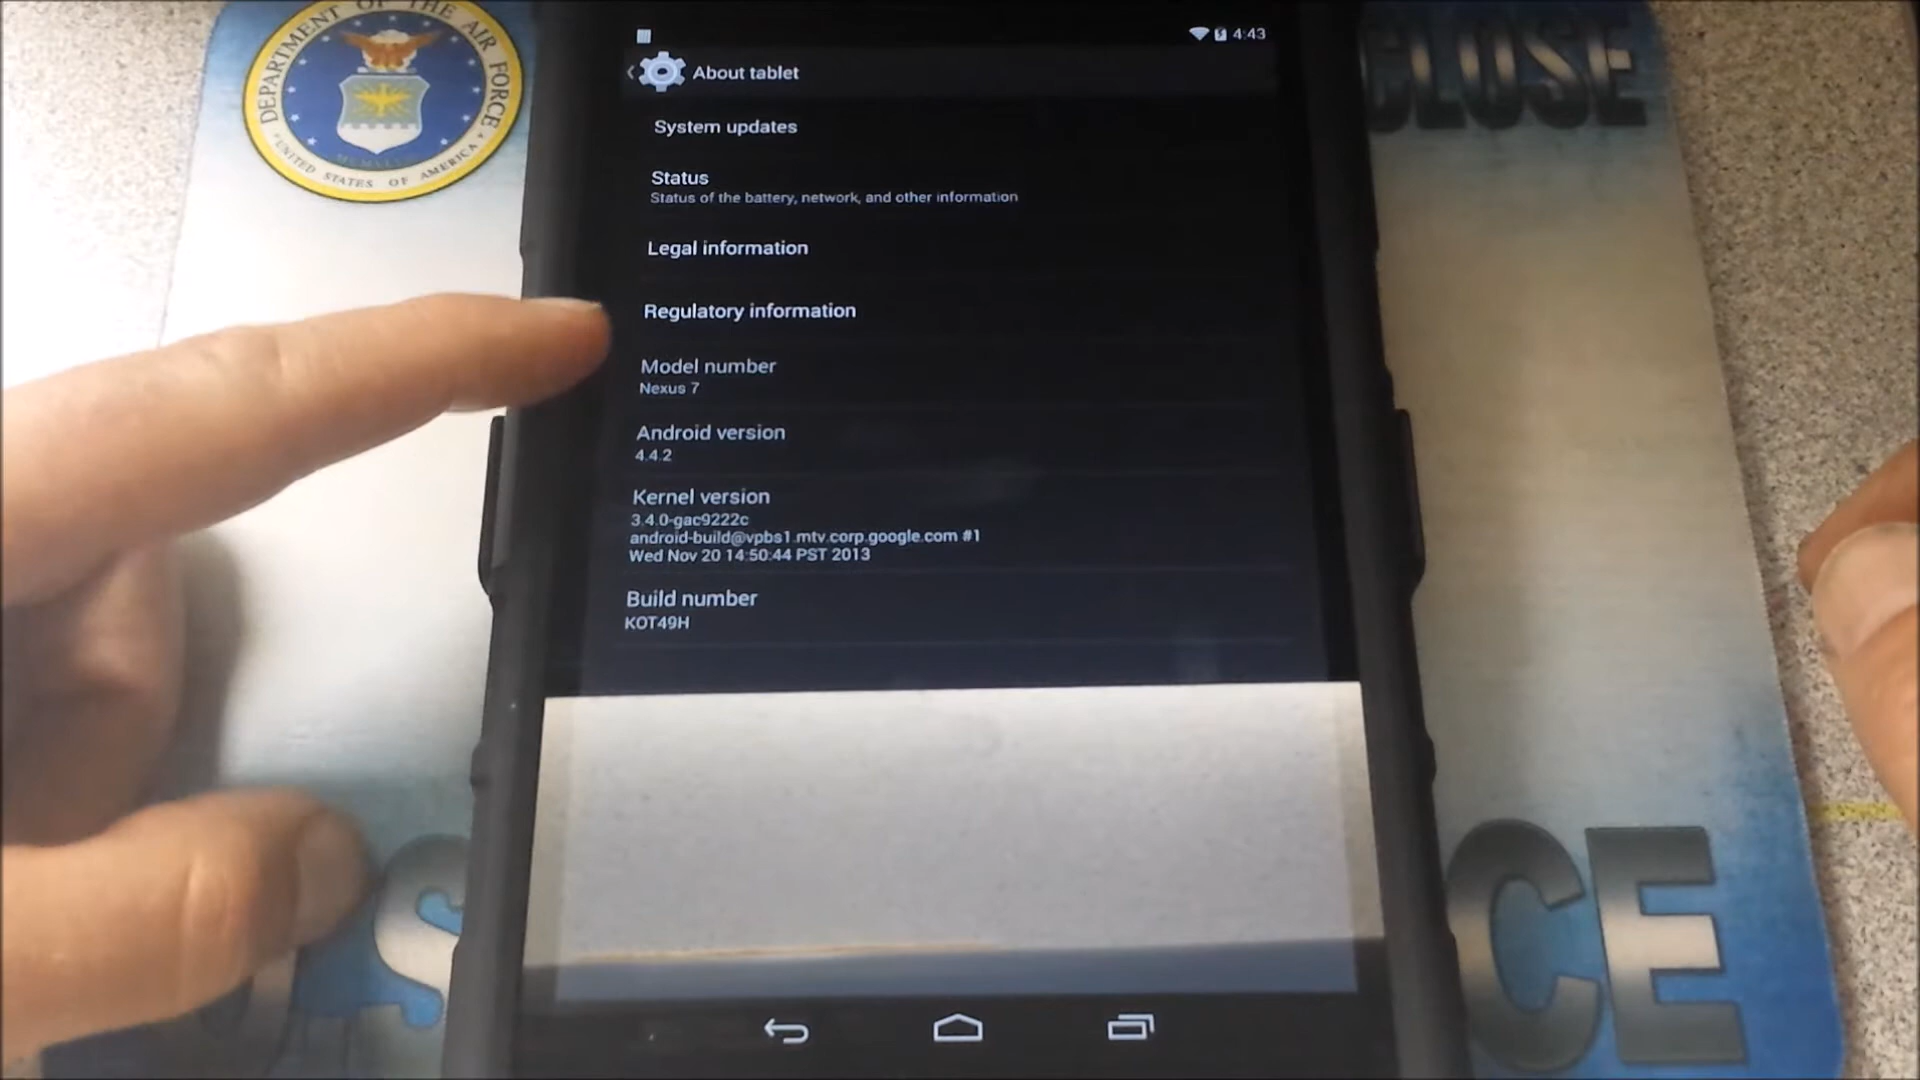 DEPARTMENT OF THE AIR FORCE
MCMXLVII
UNITED STATES OF AMERICA
CLOSE
4:43
About tablet
System updates
Status
Status of the battery, network, and other information
Legal information
Regulatory information
Model number
Nexus 7
Android version
4.4.2
Kernel version
3.4.0-gac9222c
android-build@vpbs1.mtv.corp.google.com #1
Wed Nov 20 14:50:44 PST 2013
Build number
KOT49H
CE